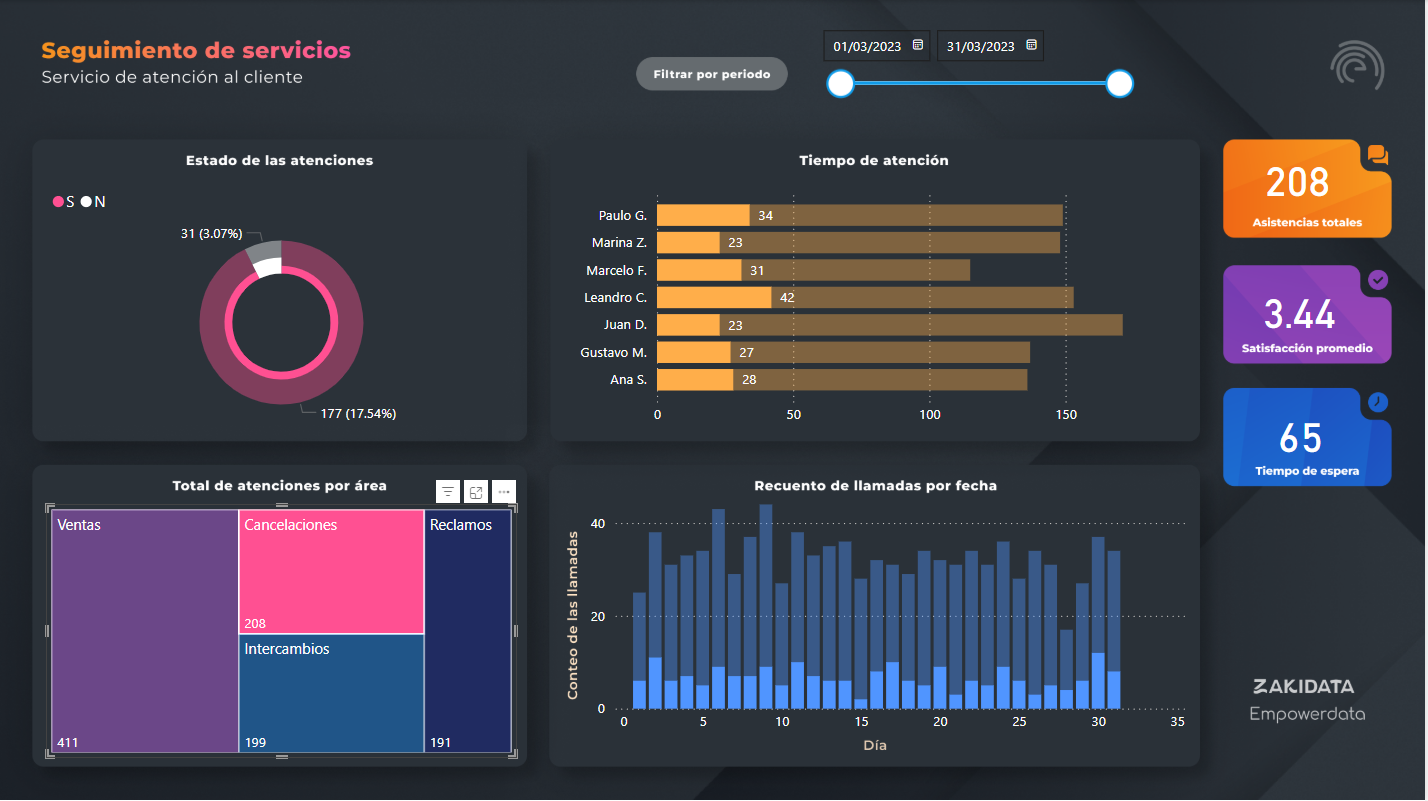 Seguimiento de servicios
Servicio de atención al cliente
Filtrar por periodo
01/03/2023
31/03/2023
Estado de las atenciones
S N
31 (3.07%)
177 (17.54%)
Tiempo de atención
Paulo G. 34
Marina Z. 23
Marcelo F. 31
Leandro C. 42
Juan D. 23
Gustavo M. 27
Ana S. 28
0 50 100 150
208
Asistencias totales
3.44
Satisfacción promedio
65
Tiempo de espera
Total de atenciones por área
Ventas
411
Cancelaciones
208
Intercambios
199
Reclamos
191
Recuento de llamadas por fecha
Conteo de las llamadas
40
20
0
0 5 10 15 20 25 30 35
Día
ZAKIDATA
Empowerdata